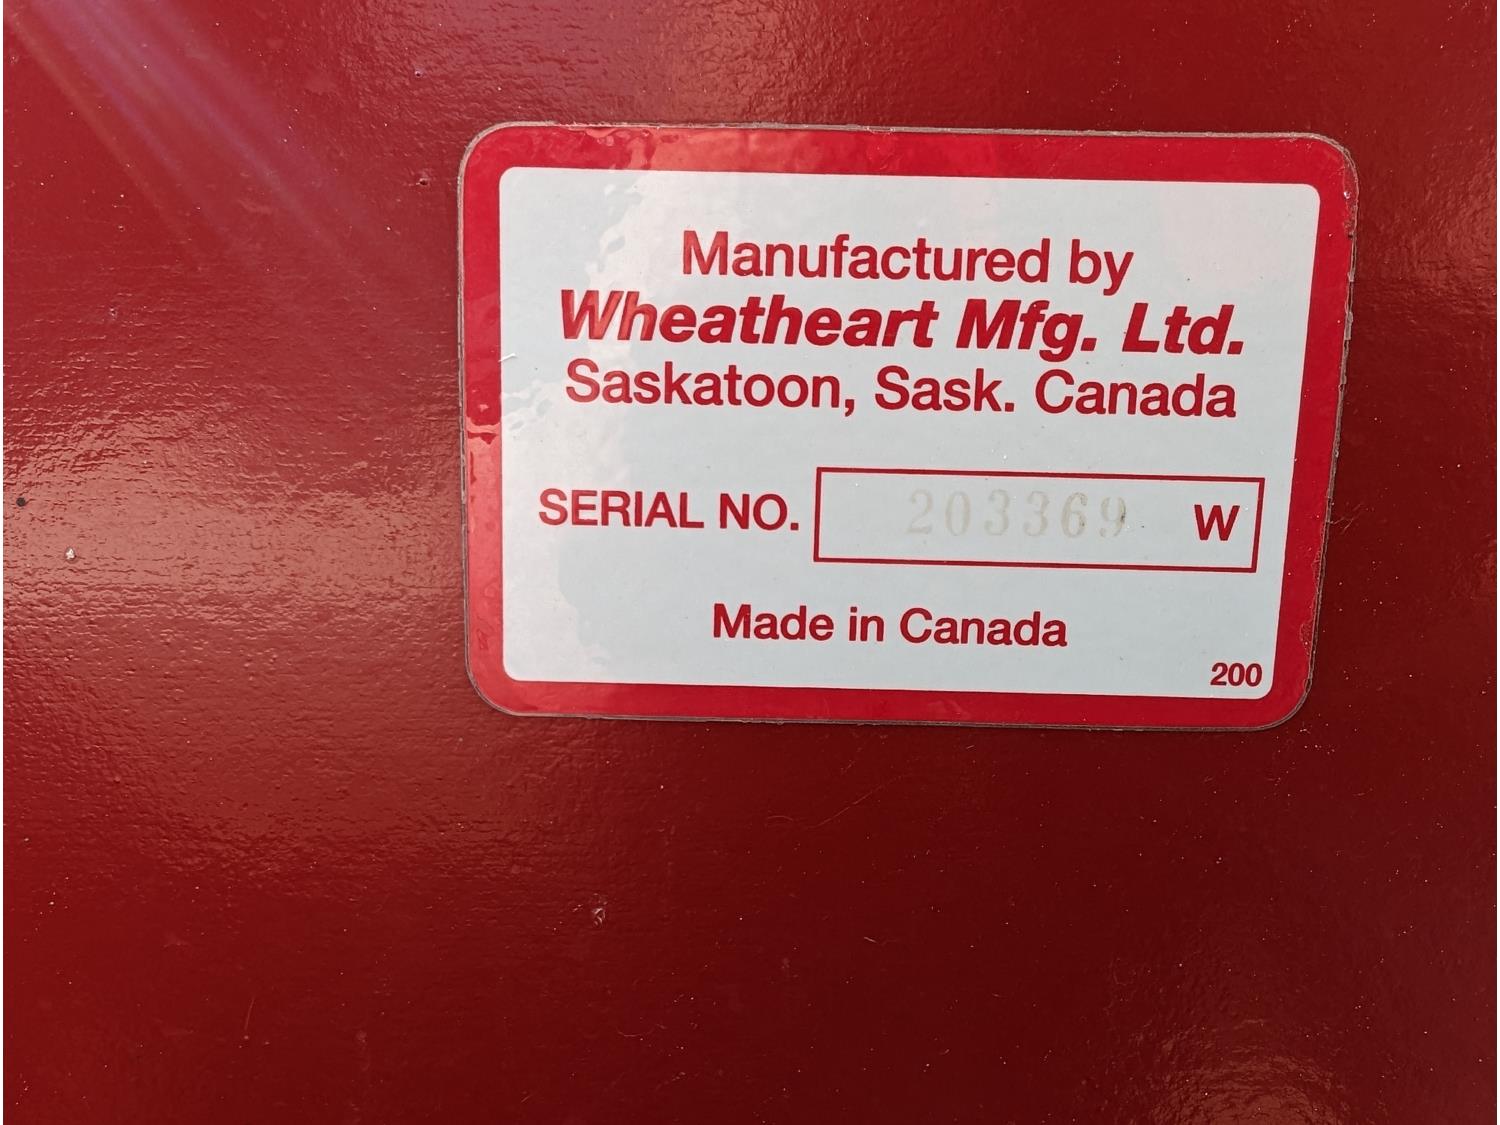 Manufactured by
Wheatheart Mfg. Ltd.
Saskatoon, Sask. Canada
SERIAL NO. 203369 W
Made in Canada
200